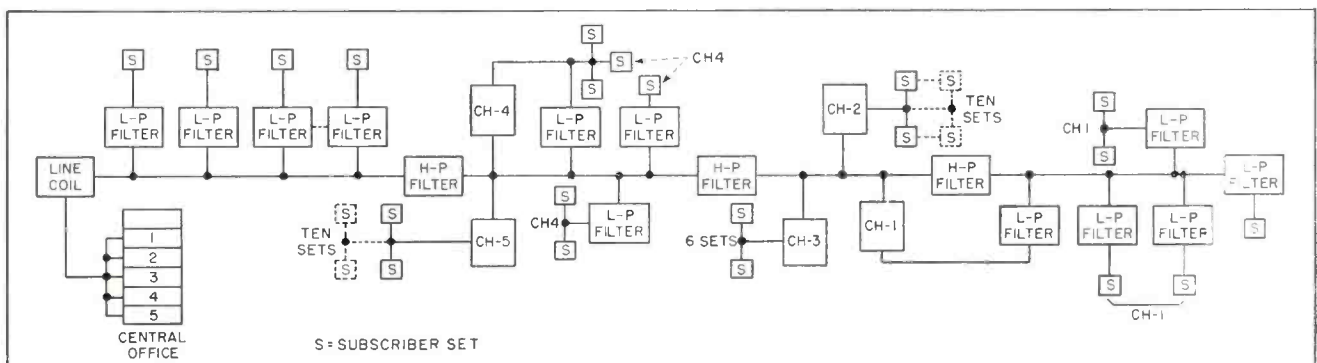 S
S
S
S
L-P FILTER
L-P FILTER
L-P FILTER
L-P FILTER
LINE COIL
1
2
3
4
5
CENTRAL OFFICE
H-P FILTER
CH-4
S
S
S
CH4
S
L-P FILTER
L-P FILTER
CH-5
TEN SETS
S
S
S
S
CH4
S
S
L-P FILTER
H-P FILTER
CH-2
S
S
S
S
TEN SETS
6 SETS
S
S
CH-3
CH-1
H-P FILTER
L-P FILTER
CH1
S
S
L-P FILTER
L-P FILTER
S
L-P FILTER
L-P FILTER
S
S
CH-1
S=SUBSCRIBER SET